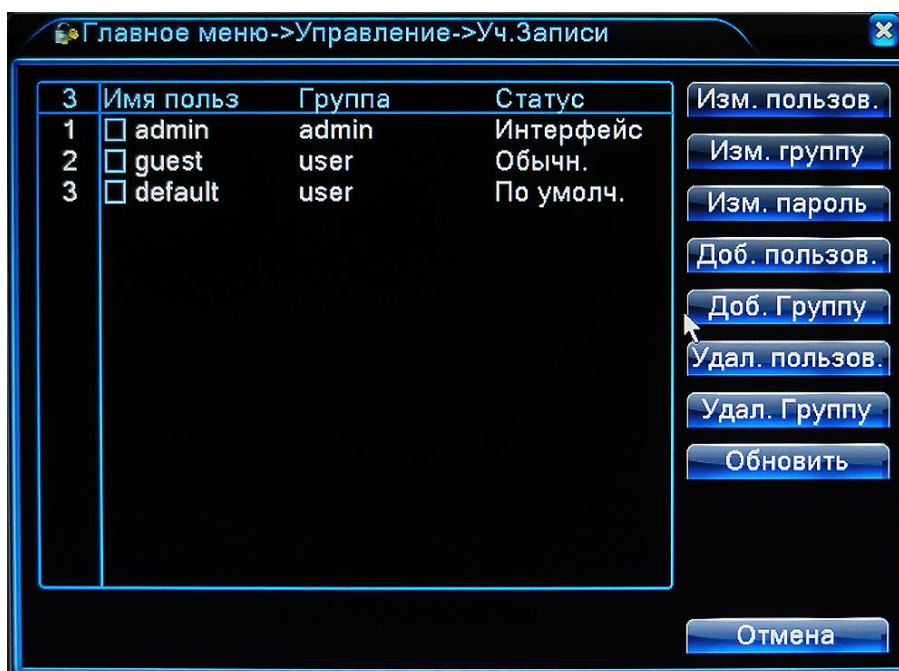 Главное меню->Управление->Уч.Записи
3 Имя польз Группа Статус
1 admin admin Интерфейс
2 guest user Обычн.
3 default user По умолч.
Изм. пользов.
Изм. группу
Изм. пароль
Доб. пользов.
Доб. Группу
Удал. пользов.
Удал. Группу
Обновить
Отмена